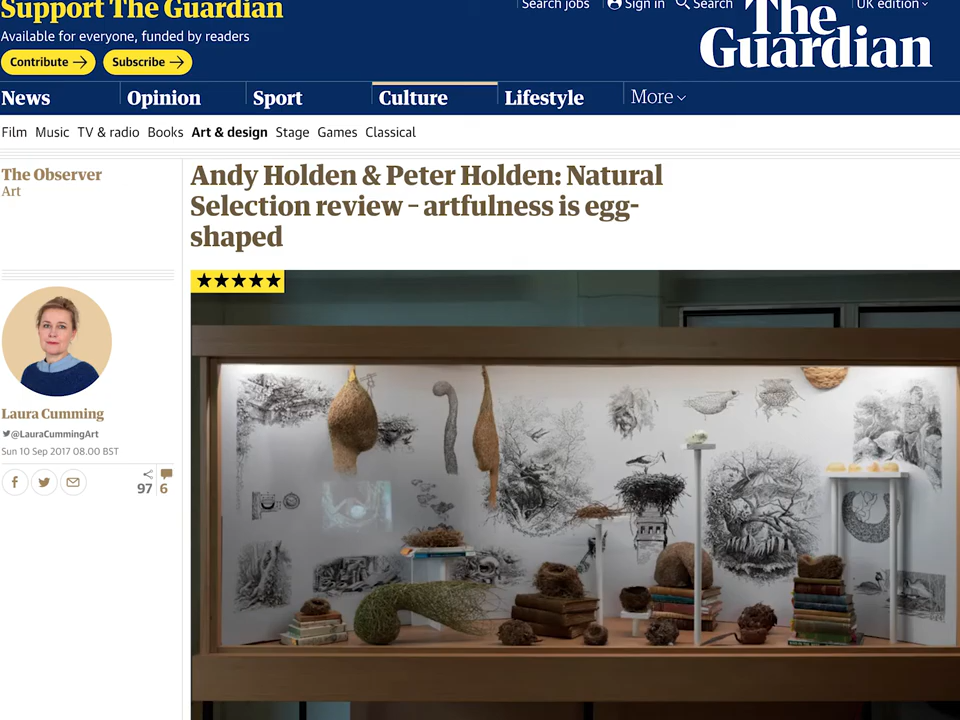 Support The Guardian
Search jobs
Sign in
Search
UK edition
Available for everyone, funded by readers
The Guardian
Contribute
Subscribe
News
Opinion
Sport
Culture
Lifestyle
More
Film Music TV & radio Books Art & design Stage Games Classical
The Observer
Art
Andy Holden & Peter Holden: Natural
Selection review – artfulness is egg-
shaped
Laura Cumming
@LauraCummingArt
Sun 10 Sep 2017 08.00 BST
97
6